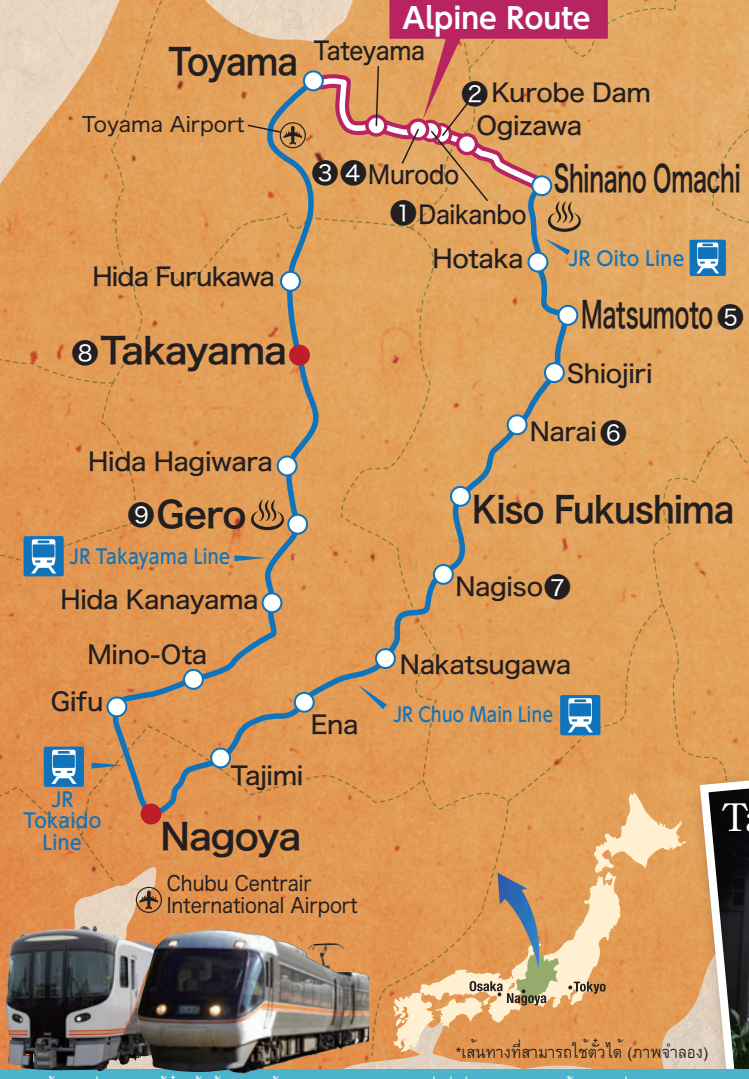 Alpine Route
Toyama
Tateyama
❷ Kurobe Dam
Toyama Airport
Ogizawa
❸ ❹ Murodo
Shinano Omachi
❶ Daikanbo
Hotaka
JR Oito Line
Hida Furukawa
Matsumoto ❺
❽ Takayama
Shiojiri
Narai ❻
Hida Hagiwara
Kiso Fukushima
❾ Gero
JR Takayama Line
Nagiso ❼
Hida Kanayama
Mino-Ota
Nakatsugawa
Gifu
JR Chuo Main Line
Ena
Tajimi
JR
Tokaido
Line
Nagoya
Chubu Centrair
International Airport
Osaka
Nagoya
Tokyo
*เส้นทางที่สามารถใช้ตั๋วได้ (ภาพจำลอง)